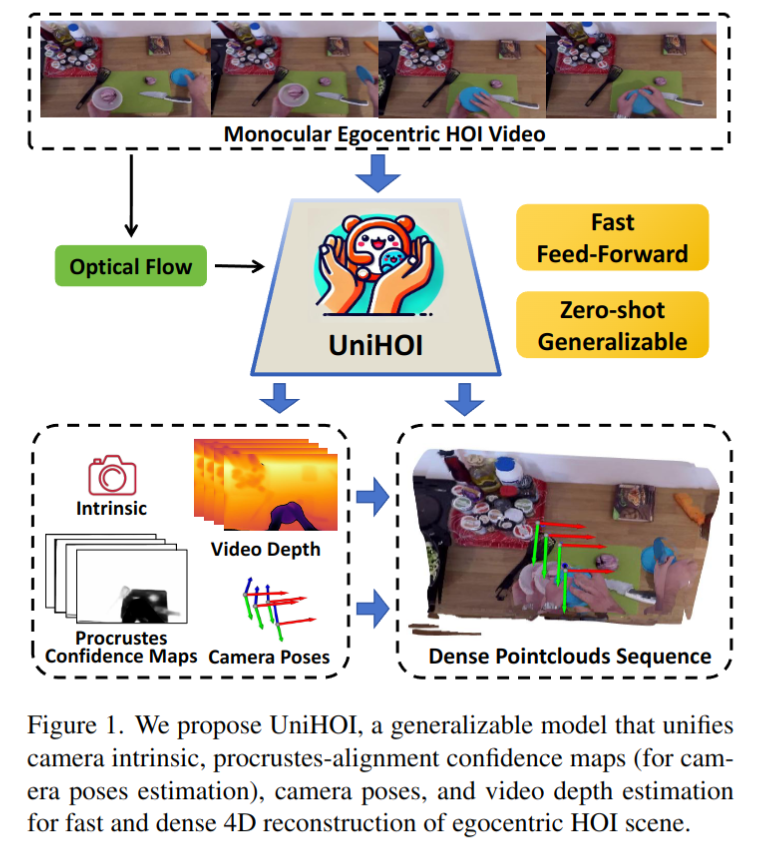 Monocular Egocentric HOI Video
Optical Flow
UniHOI
Fast
Feed-Forward
Zero-shot
Generalizable
Intrinsic
Video Depth
Procrustes
Confidence Maps
Camera Poses
Dense Pointclouds Sequence
Figure 1. We propose UniHOI, a generalizable model that unifies
camera intrinsic, procrustes-alignment confidence maps (for cam-
era poses estimation), camera poses, and video depth estimation
for fast and dense 4D reconstruction of egocentric HOI scene.